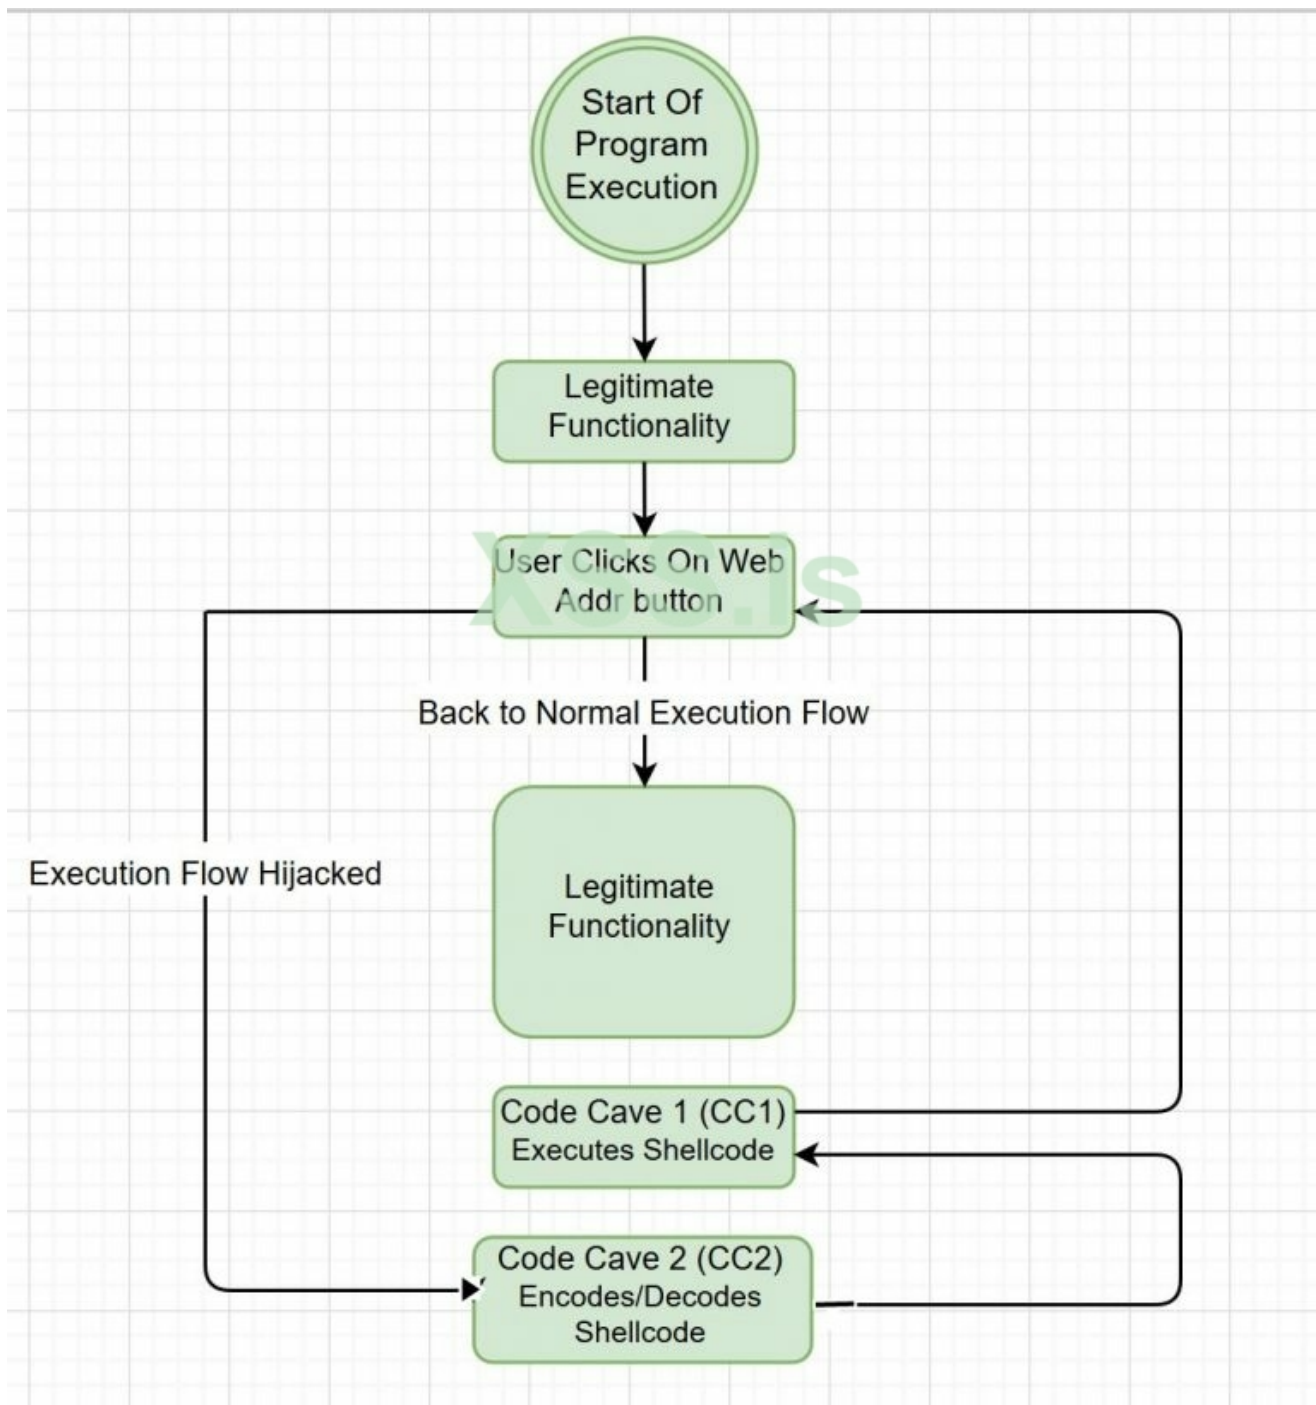 Start Of
Program
Execution
Legitimate
Functionality
User Clicks On Web
Addr button
xss.is
Back to Normal Execution Flow
Execution Flow Hijacked
Legitimate
Functionality
Code Cave 1 (CC1)
Executes Shellcode
Code Cave 2 (CC2)
Encodes/Decodes
Shellcode